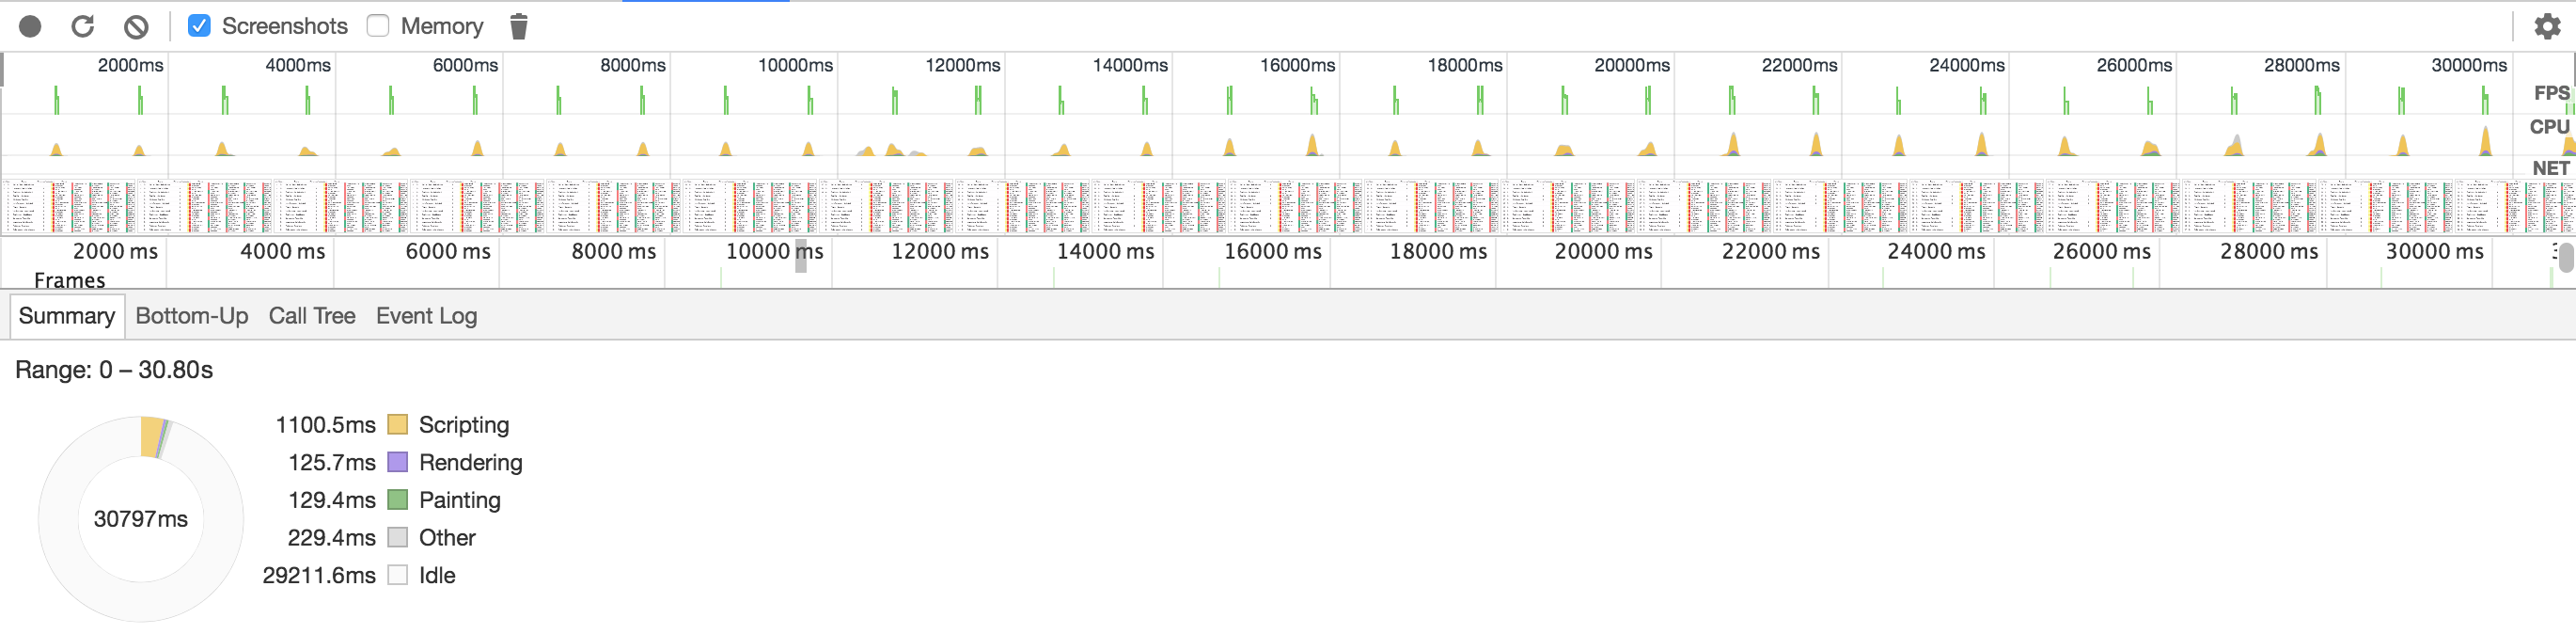 Screenshots Memory
2000ms 4000ms 6000ms 8000ms 10000ms 12000ms 14000ms 16000ms 18000ms 20000ms 22000ms 24000ms 26000ms 28000ms 30000ms
FPS
CPU
NET
2000 ms 4000 ms 6000 ms 8000 ms 10000 ms 12000 ms 14000 ms 16000 ms 18000 ms 20000 ms 22000 ms 24000 ms 26000 ms 28000 ms 30000 ms
Frames
Summary Bottom-Up Call Tree Event Log
Range: 0 – 30.80s
1100.5ms Scripting
125.7ms Rendering
129.4ms Painting
30797ms
229.4ms Other
29211.6ms Idle